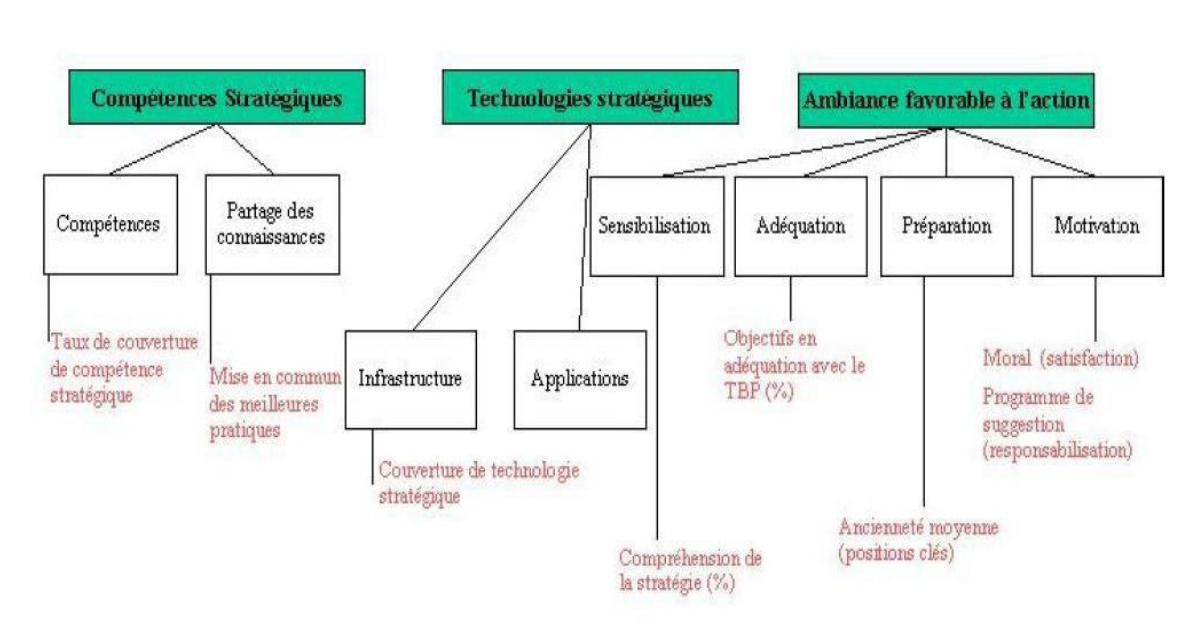 Compétences Stratégiques
Technologies stratégiques
Ambiance favorable à l'action
Compétences
Partage des
connaissances
Sensibilisation
Adéquation
Préparation
Motivation
Infrastructure
Applications
Taux de couverture
de compétence
stratégique
Mise en commun
des meilleures
pratiques
Couverture de technologie
stratégique
Compréhension de
la stratégie (%)
Objectifs en
adéquation avec le
TBP (%)
Ancienneté moyenne
(positions clés)
Moral (satisfaction)
Programme de
suggestion
(responsabilisation)